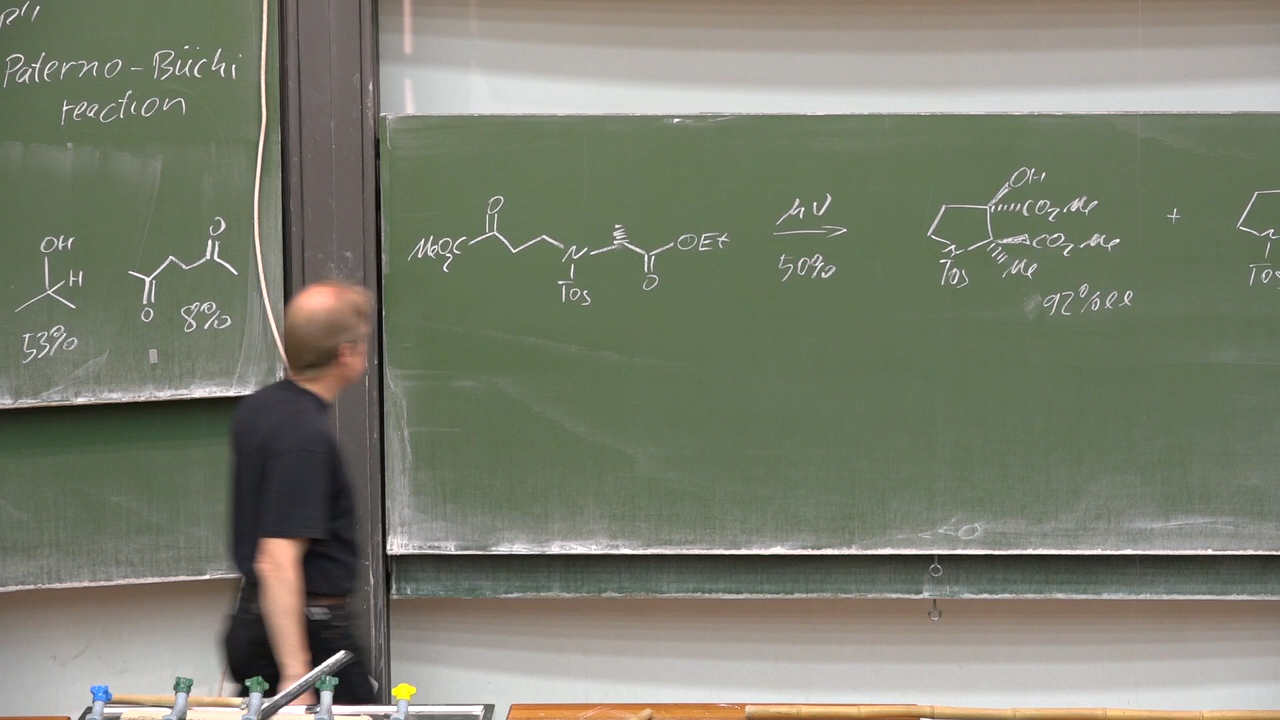 Paterno-Büchi
reaction
OH
H
53%
O
O
8%
O
MeO₂C
N
Tos
O
OEt
hν
50%
OH
CO₂Me
CO₂Me
Me
N
Tos
92% ee
+
N
Tos